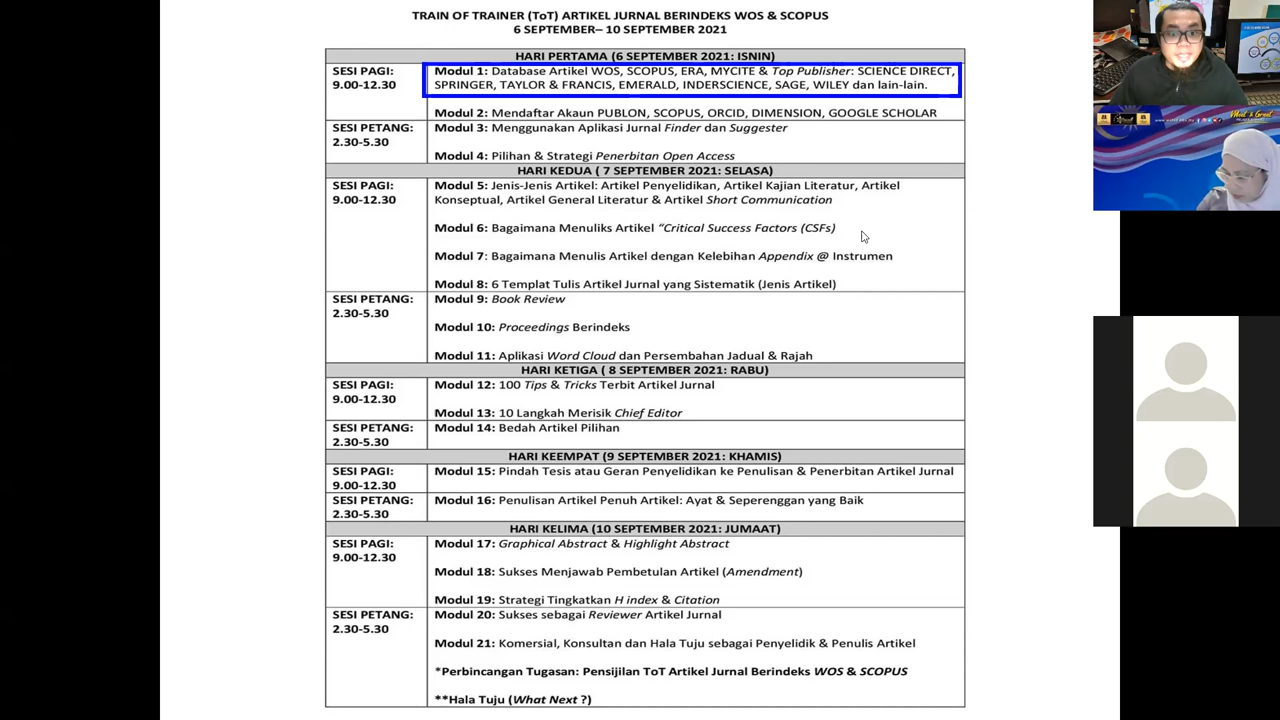 TRAIN OF TRAINER (ToT) ARTIKEL JURNAL BERINDEKS WOS & SCOPUS
6 SEPTEMBER– 10 SEPTEMBER 2021
HARI PERTAMA (6 SEPTEMBER 2021: ISNIN)
SESI PAGI:
9.00-12.30
Modul 1: Database Artikel WOS, SCOPUS, ERA, MYCITE & Top Publisher: SCIENCE DIRECT,
SPRINGER, TAYLOR & FRANCIS, EMERALD, INDERSCIENCE, SAGE, WILEY dan lain-lain.
Modul 2: Mendaftar Akaun PUBLON, SCOPUS, ORCID, DIMENSION, GOOGLE SCHOLAR
SESI PETANG:
2.30-5.30
Modul 3: Menggunakan Aplikasi Jurnal Finder dan Suggester
Modul 4: Pilihan & Strategi Penerbitan Open Access
HARI KEDUA ( 7 SEPTEMBER 2021: SELASA)
SESI PAGI:
9.00-12.30
Modul 5: Jenis-Jenis Artikel: Artikel Penyelidikan, Artikel Kajian Literatur, Artikel
Konseptual, Artikel General Literatur & Artikel Short Communication
Modul 6: Bagaimana Menuliks Artikel “Critical Success Factors (CSFs)
Modul 7: Bagaimana Menulis Artikel dengan Kelebihan Appendix @ Instrumen
Modul 8: 6 Templat Tulis Artikel Jurnal yang Sistematik (Jenis Artikel)
SESI PETANG:
2.30-5.30
Modul 9: Book Review
Modul 10: Proceedings Berindeks
Modul 11: Aplikasi Word Cloud dan Persembahan Jadual & Rajah
HARI KETIGA ( 8 SEPTEMBER 2021: RABU)
SESI PAGI:
9.00-12.30
Modul 12: 100 Tips & Tricks Terbit Artikel Jurnal
Modul 13: 10 Langkah Merisik Chief Editor
SESI PETANG:
2.30-5.30
Modul 14: Bedah Artikel Pilihan
HARI KEEMPAT (9 SEPTEMBER 2021: KHAMIS)
SESI PAGI:
9.00-12.30
Modul 15: Pindah Tesis atau Geran Penyelidikan ke Penulisan & Penerbitan Artikel Jurnal
SESI PETANG:
2.30-5.30
Modul 16: Penulisan Artikel Penuh Artikel: Ayat & Seperenggan yang Baik
HARI KELIMA (10 SEPTEMBER 2021: JUMAAT)
SESI PAGI:
9.00-12.30
Modul 17: Graphical Abstract & Highlight Abstract
Modul 18: Sukses Menjawab Pembetulan Artikel (Amendment)
Modul 19: Strategi Tingkatkan H index & Citation
SESI PETANG:
2.30-5.30
Modul 20: Sukses sebagai Reviewer Artikel Jurnal
Modul 21: Komersial, Konsultan dan Hala Tuju sebagai Penyelidik & Penulis Artikel
*Perbincangan Tugasan: Pensijilan ToT Artikel Jurnal Berindeks WOS & SCOPUS
**Hala Tuju (What Next ?)
Meet & Greet